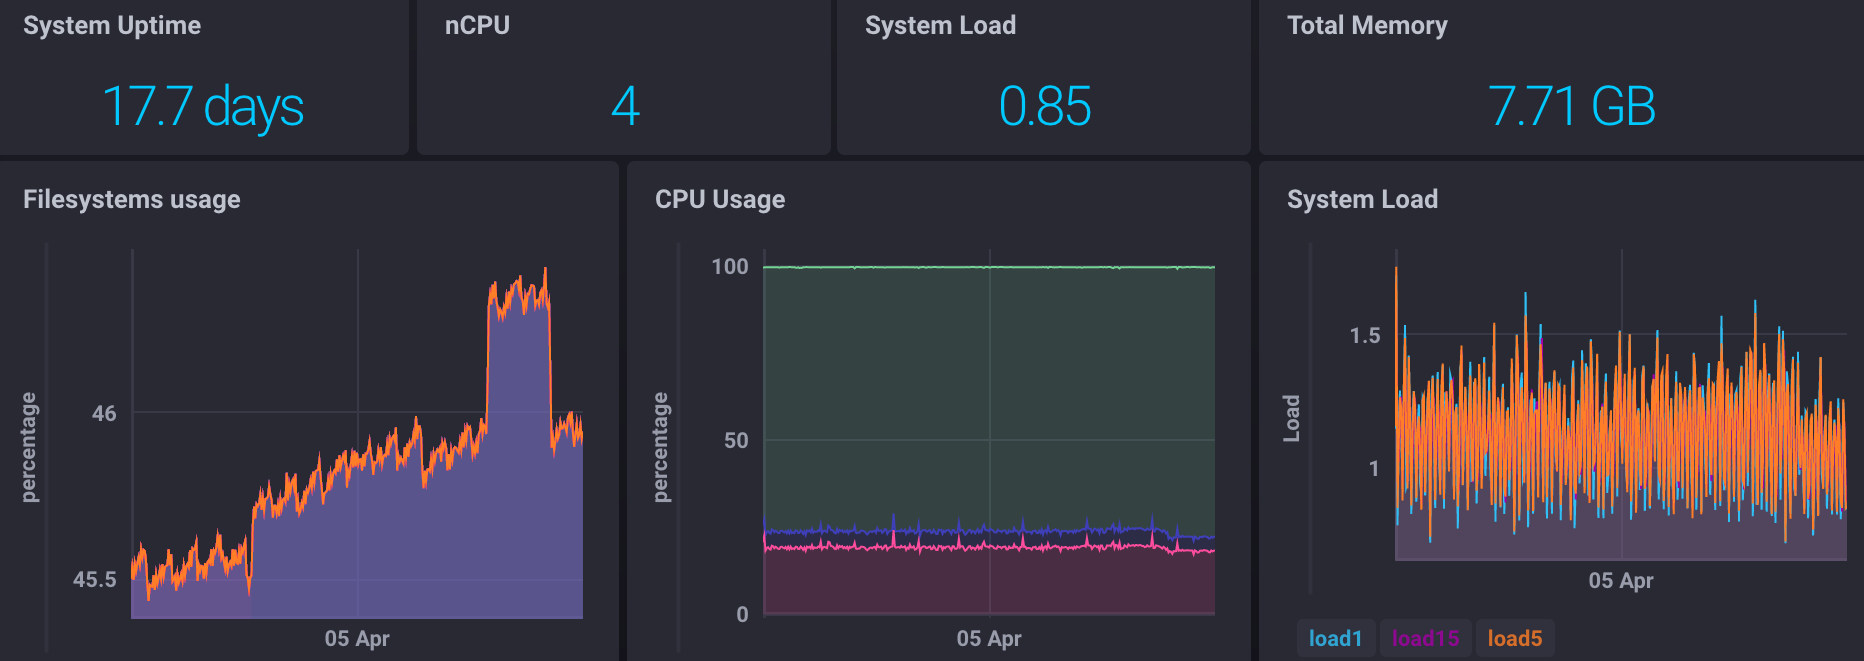 System Uptime
17.7 days
nCPU
4
System Load
0.85
Total Memory
7.71 GB
Filesystems usage
percentage
46
45.5
05 Apr
CPU Usage
percentage
100
50
0
05 Apr
System Load
Load
1.5
1
05 Apr
load1 load15 load5